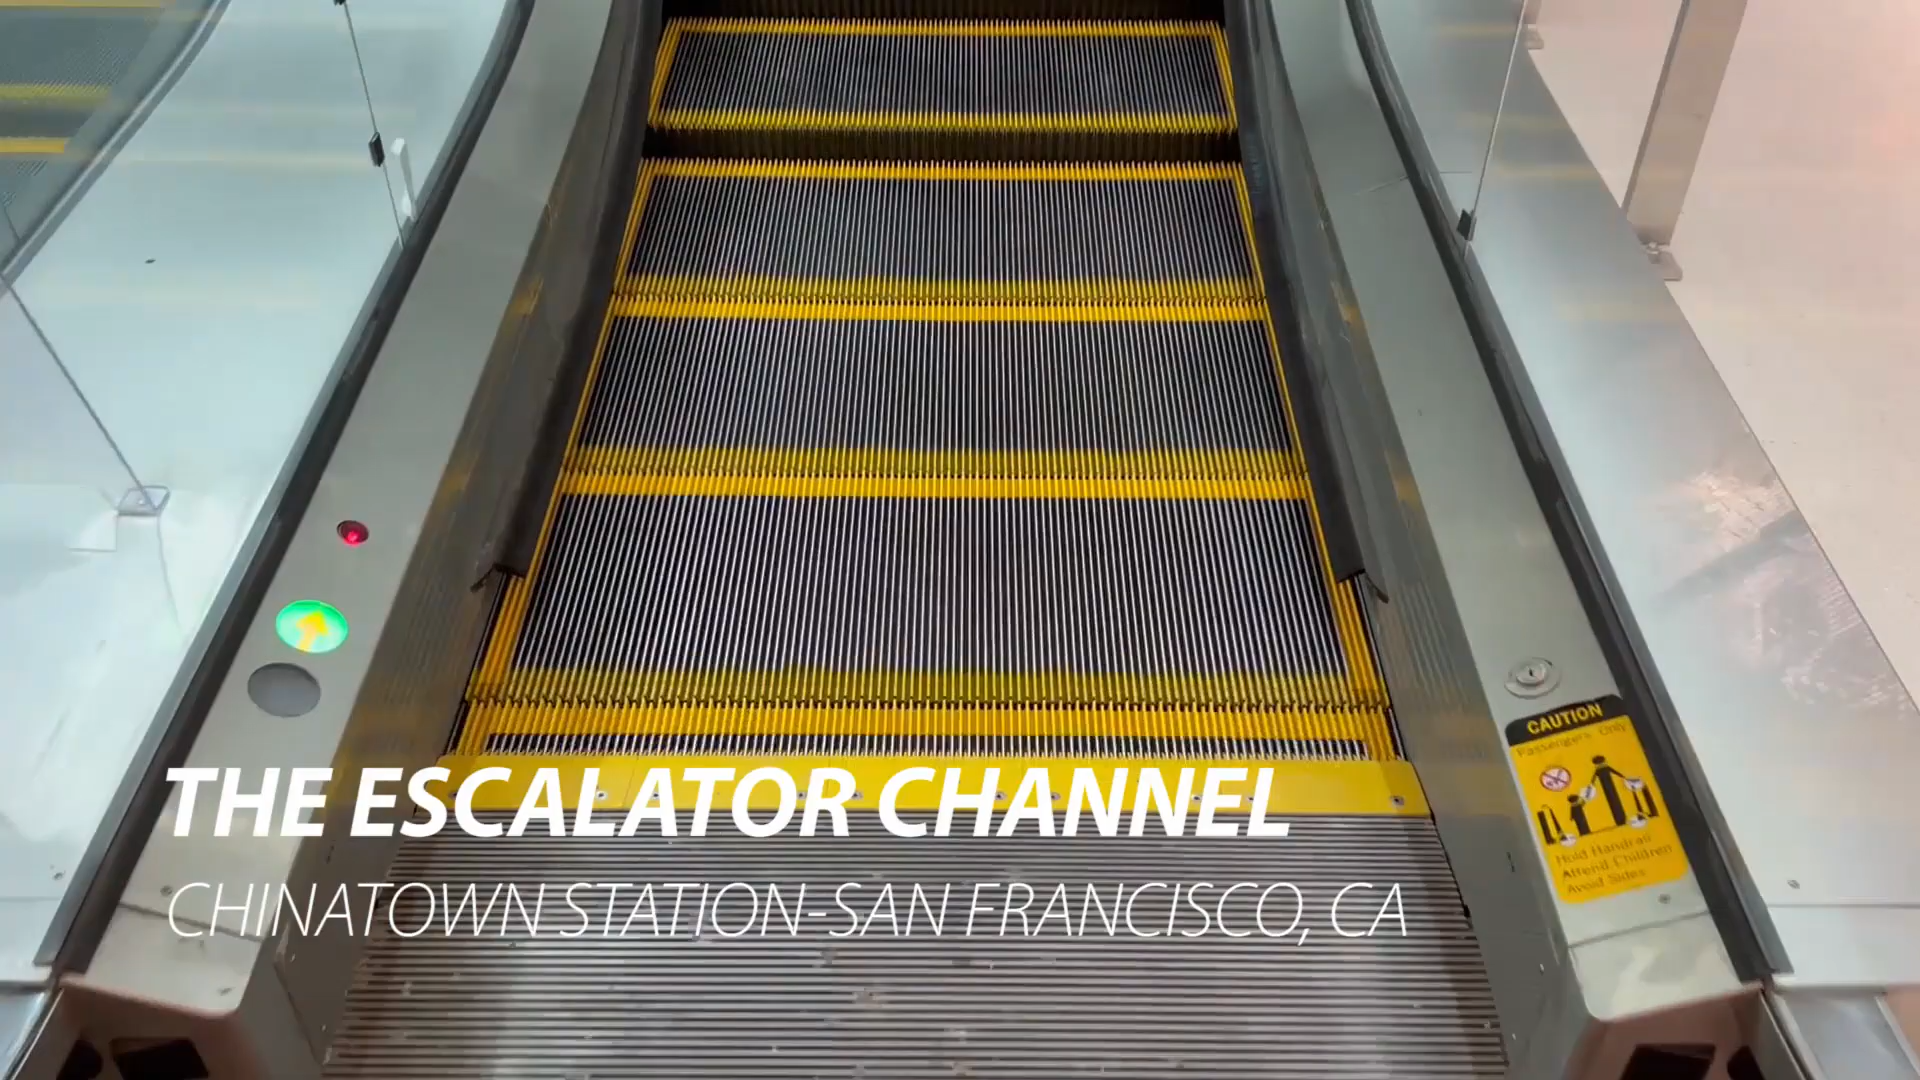 THE ESCALATOR CHANNEL
CHINATOWN STATION-SAN FRANCISCO, CA
CAUTION
Passengers Only
Hold Handrail
Attend Children
Avoid Sides